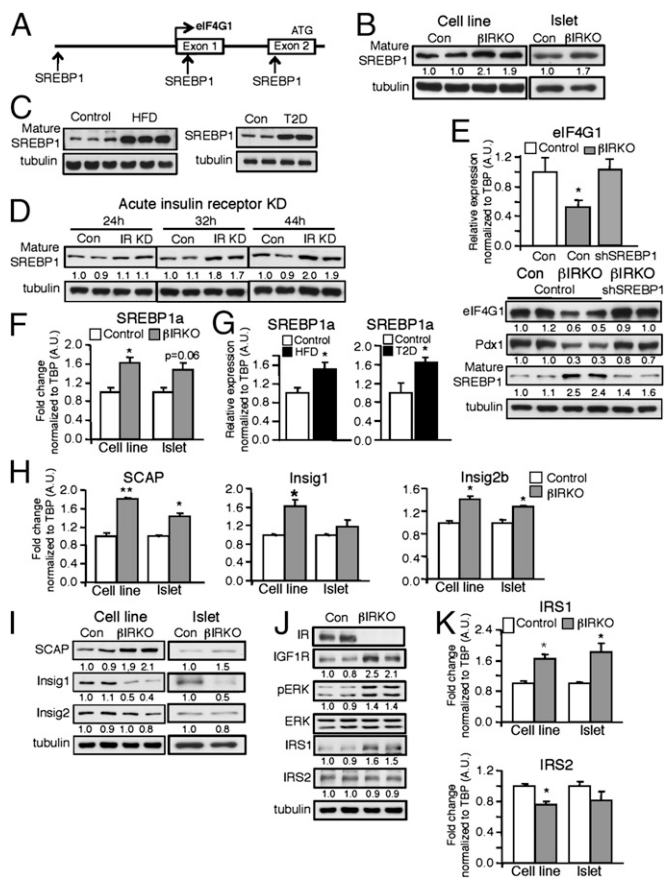 A
eIF4G1
ATG
Exon 1
Exon 2
SREBP1
SREBP1
SREBP1
B
Cell line
Islet
Con
βIRKO
Con
βIRKO
Mature
SREBP1
1.0 1.0 2.1 1.9
1.0 1.7
tubulin
C
Control
HFD
Mature
SREBP1
tubulin
T2D
Con
SREBP1
tubulin
D
Acute insulin receptor KD
24h
32h
44h
Con IR KD
Con IR KD
Con IR KD
Mature
SREBP1
1.0 0.9 1.1 1.1
1.0 1.1 1.8 1.7
1.0 0.9 2.0 1.9
tubulin
E
eIF4G1
Control
βIRKO
Relative expression
normalized to TBP (A.U.)
1.2
1.0
0.8
0.4
0
*
Con
Con
shSREBP1
Con βIRKO βIRKO
Control shSREBP1
eIF4G1
1.0 1.2 0.6 0.5 0.9 1.0
Pdx1
1.0 1.0 0.3 0.3 0.8 0.7
Mature
SREBP1
1.0 1.1 2.5 2.4 1.4 1.6
tubulin
F
SREBP1a
Control
βIRKO
Fold change
normalized to TBP (A.U.)
2.0
1.6
1.2
0.8
0.4
0.0
*
p=0.06
Cell line
Islet
G
SREBP1a
Control
HFD
Relative expression
normalized to TBP (A.U.)
2.0
1.6
1.2
0.8
0.4
0.0
*
SREBP1a
Control
T2D
2.0
1.6
1.2
0.8
0.4
0.0
*
H
SCAP
Fold change
normalized to TBP (A.U.)
2.0
1.6
1.2
0.8
0.4
0.0
**
*
Cell line
Islet
Insig1
2.0
1.6
1.2
0.8
0.4
0.0
*
Cell line
Islet
Insig2b
Control
βIRKO
1.6
1.2
0.8
0.4
0.0
*
*
Cell line
Islet
I
Cell line
Islet
Con βIRKO
Con βIRKO
SCAP
1.0 0.9 1.9 2.1
1.0 1.5
Insig1
1.0 1.1 0.5 0.4
1.0 0.5
Insig2
1.0 0.9 1.0 0.8
1.0 0.8
tubulin
J
Con βIRKO
IR
IGF1R
1.0 0.8 2.5 2.1
pERK
1.0 0.9 1.4 1.4
ERK
IRS1
1.0 0.9 1.6 1.5
IRS2
1.0 1.0 0.9 0.9
tubulin
K
IRS1
Control
βIRKO
Fold change
normalized to TBP (A.U.)
2.0
1.6
1.2
0.8
0.4
0.0
*
*
Cell line
Islet
IRS2
Fold change
normalized to TBP (A.U.)
1.2
1.0
0.8
0.4
0.0
*
Cell line
Islet